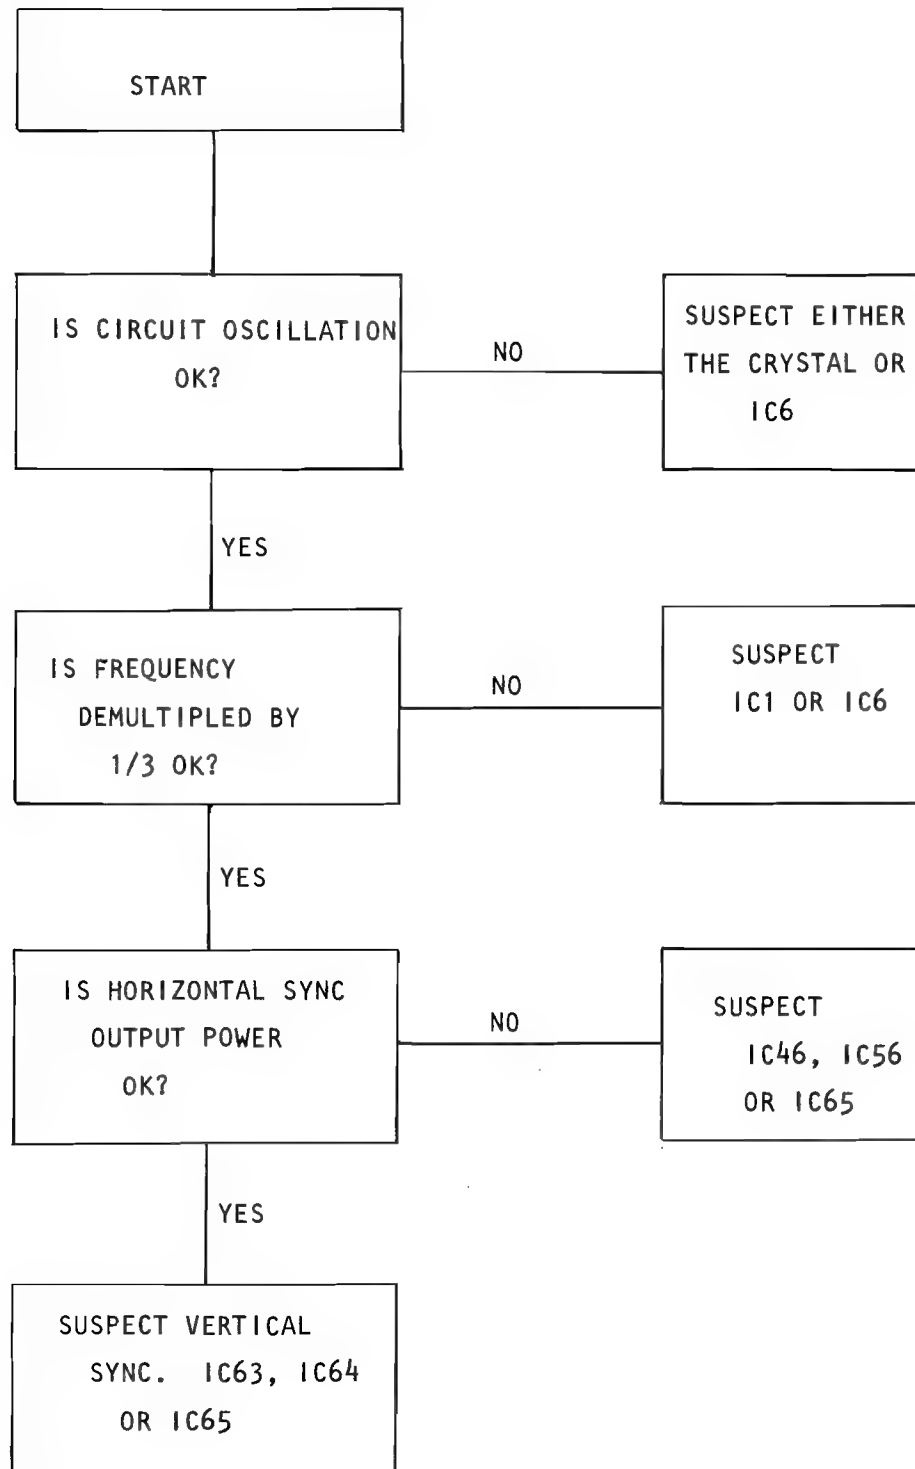 START
IS CIRCUIT OSCILLATION
OK?
NO
SUSPECT EITHER
THE CRYSTAL OR
IC6
YES
IS FREQUENCY
DEMULTIPLED BY
1/3 OK?
NO
SUSPECT
IC1 OR IC6
YES
IS HORIZONTAL SYNC
OUTPUT POWER
OK?
NO
SUSPECT
IC46, IC56
OR IC65
YES
SUSPECT VERTICAL
SYNC. IC63, IC64
OR IC65